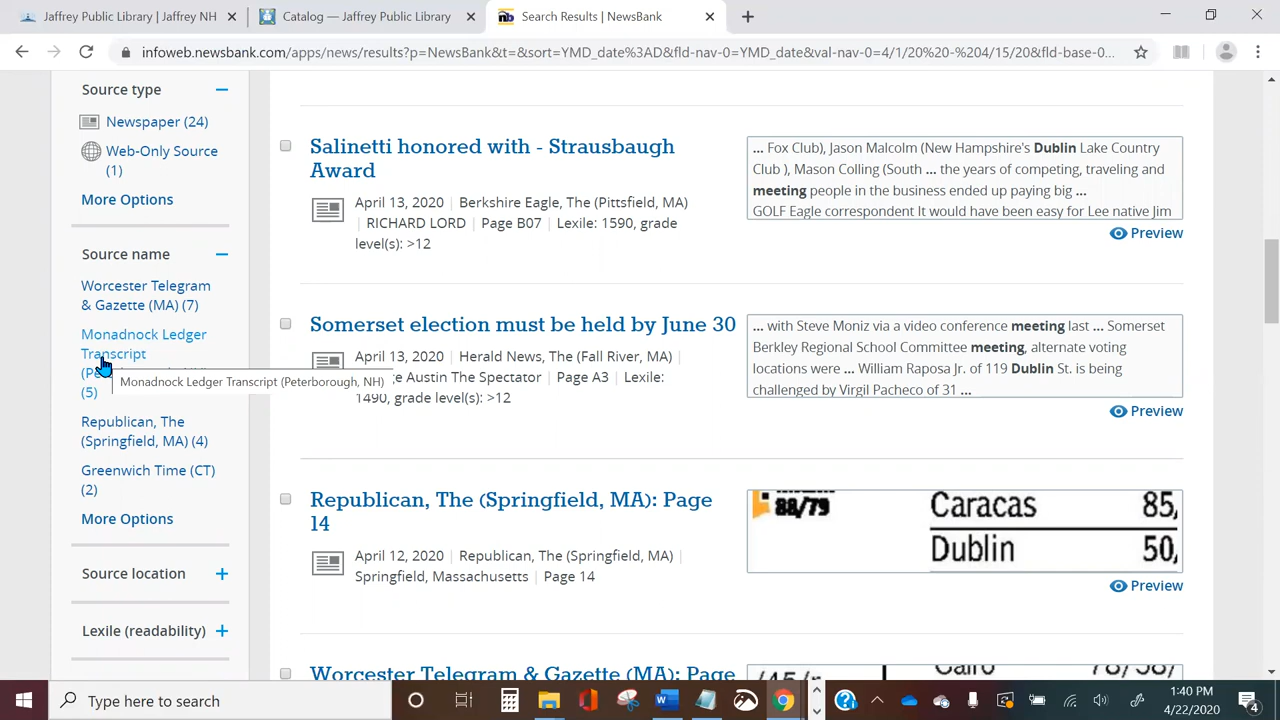 Jaffrey Public Library | Jaffrey NH
Catalog — Jaffrey Public Library
Search Results | NewsBank
infoweb.newsbank.com/apps/news/results?p=NewsBank&t=&sort=YMD_date%3AD&fld-nav-0=YMD_date&val-nav-0=4/1/20%20-%204/15/20&fld-base-0...
Source type
Newspaper (24)
Web-Only Source
(1)
More Options
Source name
Worcester Telegram
& Gazette (MA) (7)
Monadnock Ledger
Transcript
(5)
Monadnock Ledger Transcript (Peterborough, NH)
Republican, The
(Springfield, MA) (4)
Greenwich Time (CT)
(2)
More Options
Source location
Lexile (readability)
Salinetti honored with - Strausbaugh
Award
April 13, 2020 | Berkshire Eagle, The (Pittsfield, MA)
| RICHARD LORD | Page B07 | Lexile: 1590, grade
level(s): >12
... Fox Club), Jason Malcolm (New Hampshire's Dublin Lake Country
Club ), Mason Colling (South ... the years of competing, traveling and
meeting people in the business ended up paying big ...
GOLF Eagle correspondent It would have been easy for Lee native Jim
Preview
Somerset election must be held by June 30
April 13, 2020 | Herald News, The (Fall River, MA) |
Austin The Spectator | Page A3 | Lexile:
1490, grade level(s): >12
... with Steve Moniz via a video conference meeting last ... Somerset
Berkley Regional School Committee meeting, alternate voting
locations were ... William Raposa Jr. of 119 Dublin St. is being
challenged by Virgil Pacheco of 31 ...
Preview
Republican, The (Springfield, MA): Page
14
April 12, 2020 | Republican, The (Springfield, MA) |
Springfield, Massachusetts | Page 14
88/79
Caracas 85,
Dublin 50,
Preview
Worcester Telegram & Gazette (MA): Page
Cairo 78/58/
Type here to search
1:40 PM
4/22/2020
4